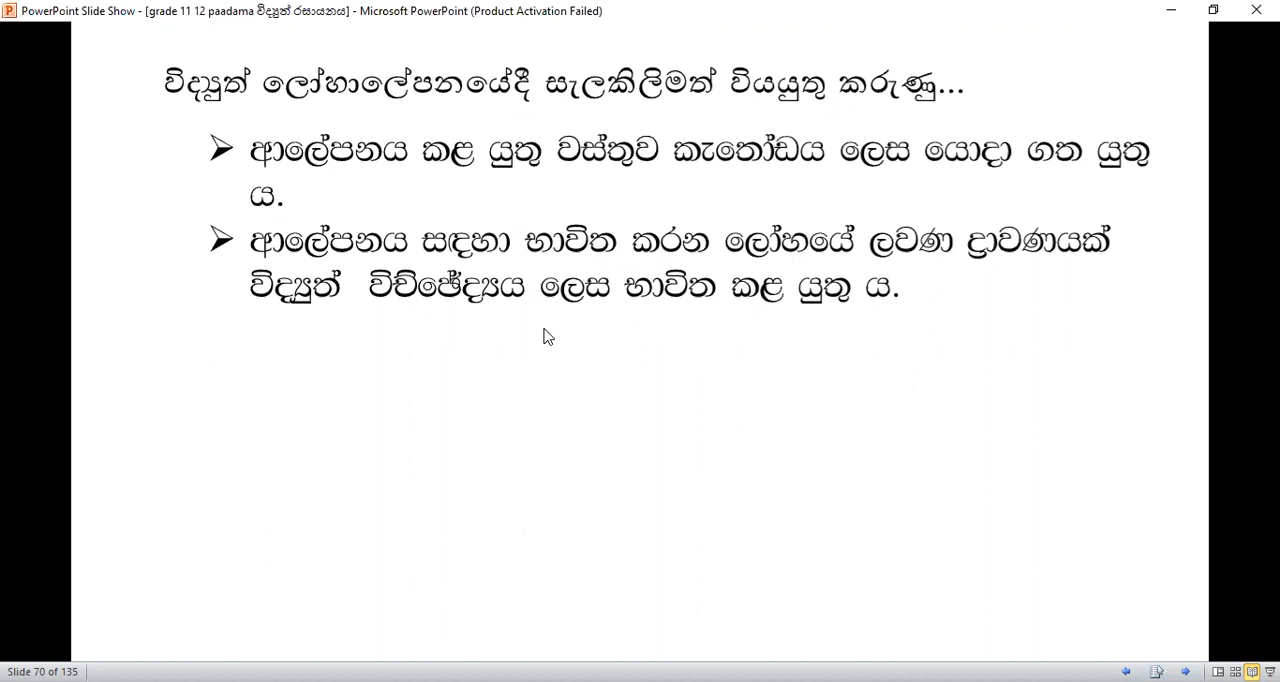 PowerPoint Slide Show - [grade 11 12 paadama විද්‍යුත් රසායනය] - Microsoft PowerPoint (Product Activation Failed)
විද්‍යුත් ලෝහාලේපනයේදී සැලකිලිමත් වියයුතු කරුණු...
➢ ආලේපනය කළ යුතු වස්තුව කැතෝඩය ලෙස යොදා ගත යුතු
ය.
➢ ආලේපනය සඳහා භාවිත කරන ලෝහයේ ලවණ ද්‍රාවණයක්
විද්‍යුත් විච්ඡේද්‍යය ලෙස භාවිත කළ යුතු ය.
Slide 70 of 135